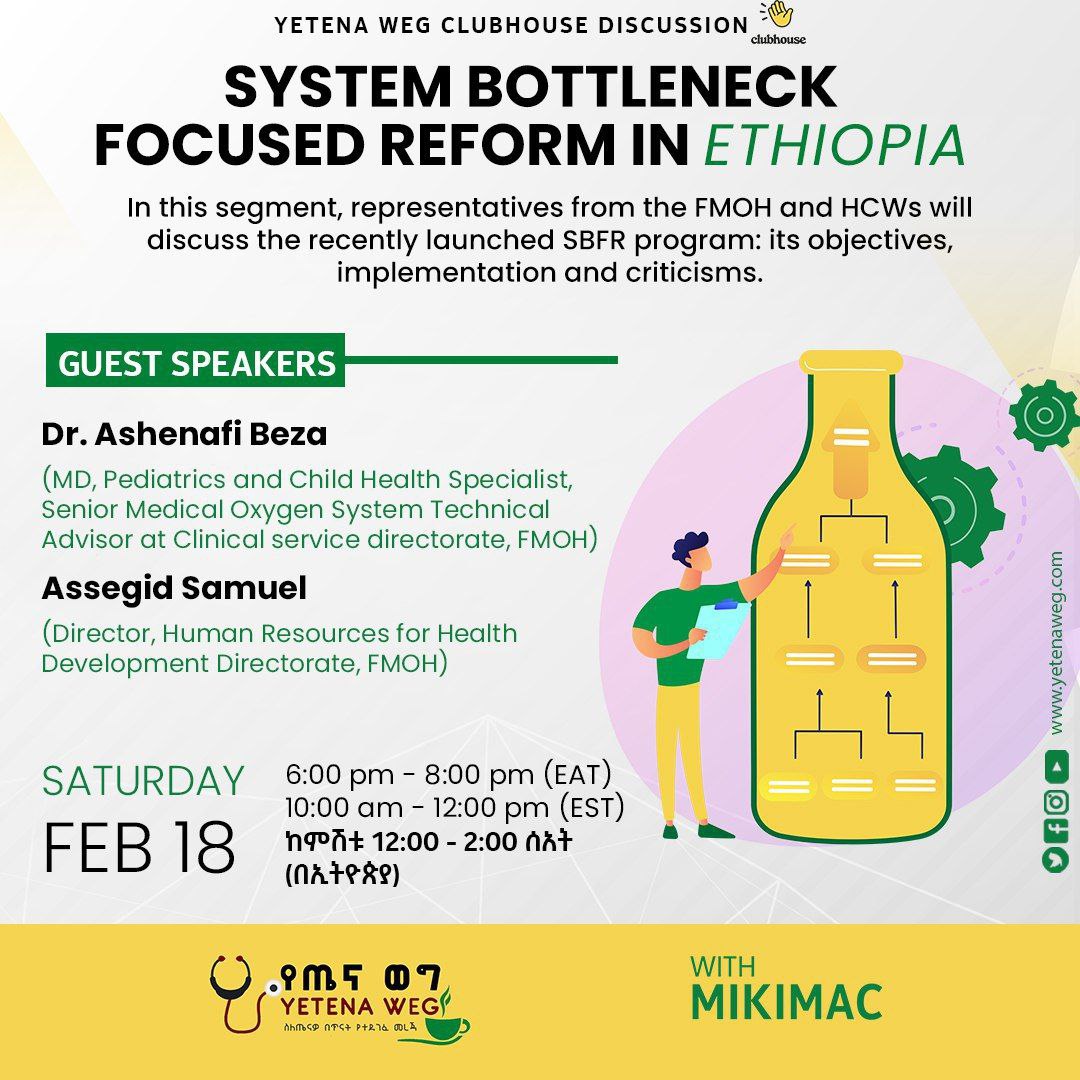 YETENA WEG CLUBHOUSE DISCUSSION
clubhouse
SYSTEM BOTTLENECK
FOCUSED REFORM IN ETHIOPIA
In this segment, representatives from the FMOH and HCWs will
discuss the recently launched SBFR program: its objectives,
implementation and criticisms.
GUEST SPEAKERS
Dr. Ashenafi Beza
(MD, Pediatrics and Child Health Specialist,
Senior Medical Oxygen System Technical
Advisor at Clinical service directorate, FMOH)
Assegid Samuel
(Director, Human Resources for Health
Development Directorate, FMOH)
SATURDAY
FEB 18
6:00 pm - 8:00 pm (EAT)
10:00 am - 12:00 pm (EST)
ከምሽቱ 12:00 - 2:00 ሰአት
(በኢትዮጵያ)
www.yetenaweg.com
የጤና ወግ
YETENA WEG
ስለጤናዎ በጥናት የተደገፈ መረጃ
WITH
MIKIMAC